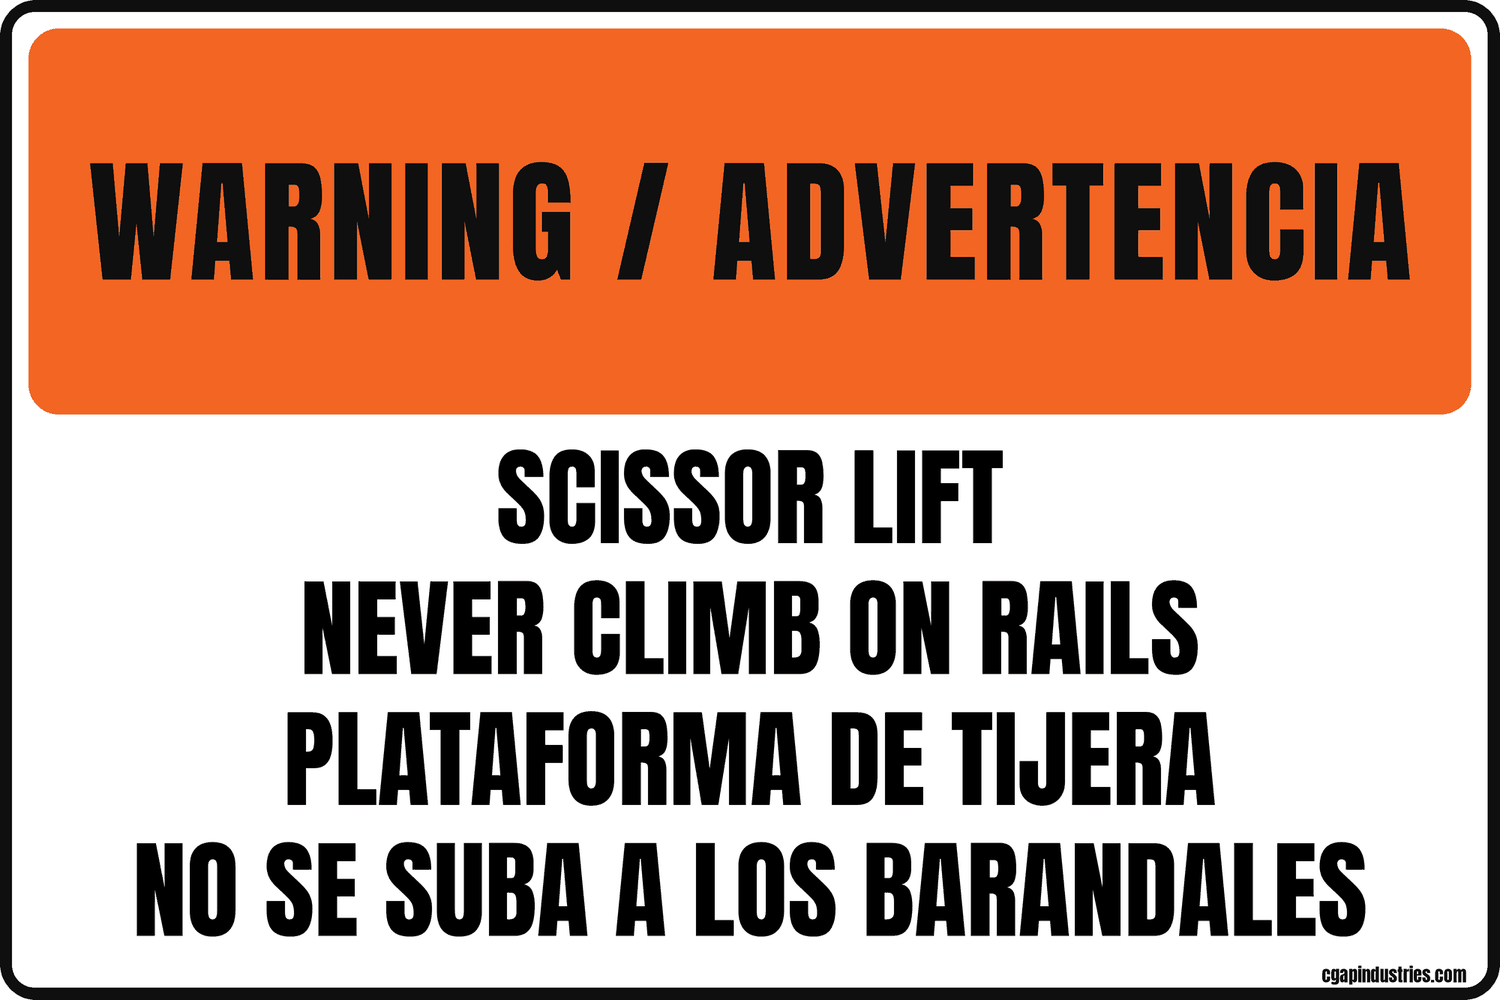 WARNING / ADVERTENCIA
SCISSOR LIFT
NEVER CLIMB ON RAILS
PLATAFORMA DE TIJERA
NO SE SUBA A LOS BARANDALES
cgapindustries.com